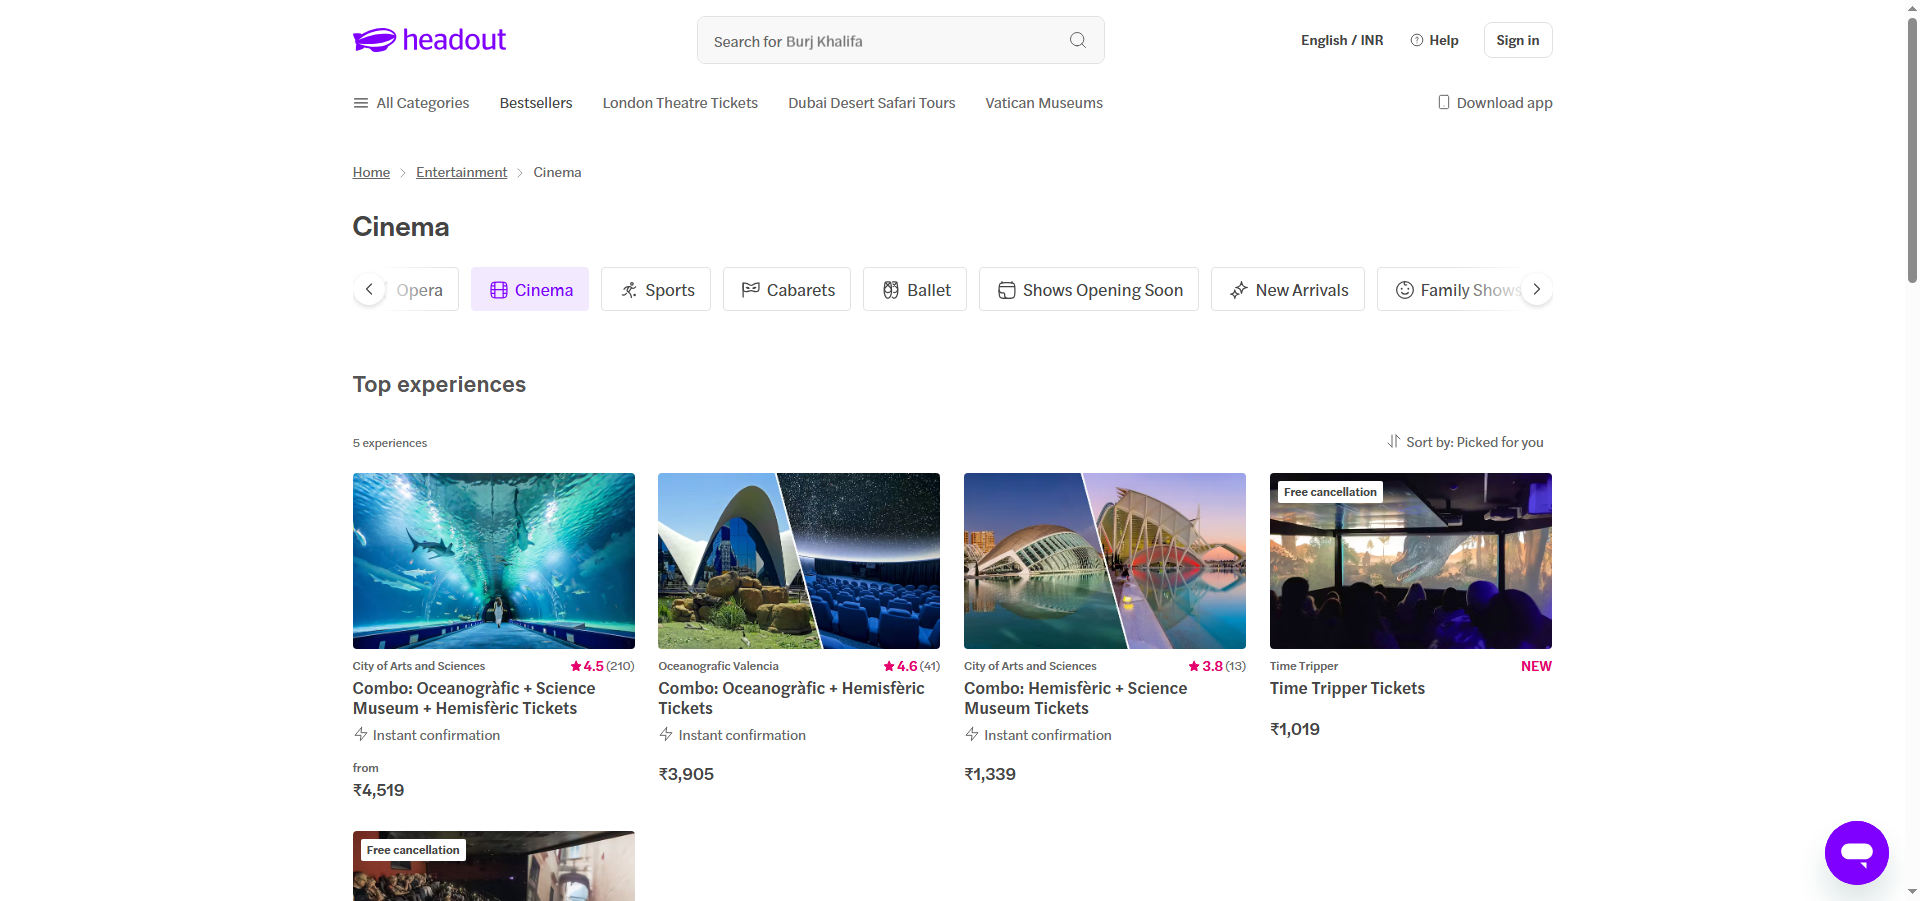 headout
Search for Burj Khalifa
English / INR
Help
Sign in
All Categories
Bestsellers
London Theatre Tickets
Dubai Desert Safari Tours
Vatican Museums
Download app
Home
Entertainment
Cinema
Cinema
Opera
Cinema
Sports
Cabarets
Ballet
Shows Opening Soon
New Arrivals
Family Shows
Top experiences
5 experiences
Sort by: Picked for you
City of Arts and Sciences
4.5 (210)
Combo: Oceanogràfic + Science
Museum + Hemisfèric Tickets
Instant confirmation
from
₹4,519
Oceanografic Valencia
4.6 (41)
Combo: Oceanogràfic + Hemisfèric
Tickets
Instant confirmation
₹3,905
City of Arts and Sciences
3.8 (13)
Combo: Hemisfèric + Science
Museum Tickets
Instant confirmation
₹1,339
Free cancellation
Time Tripper
NEW
Time Tripper Tickets
₹1,019
Free cancellation